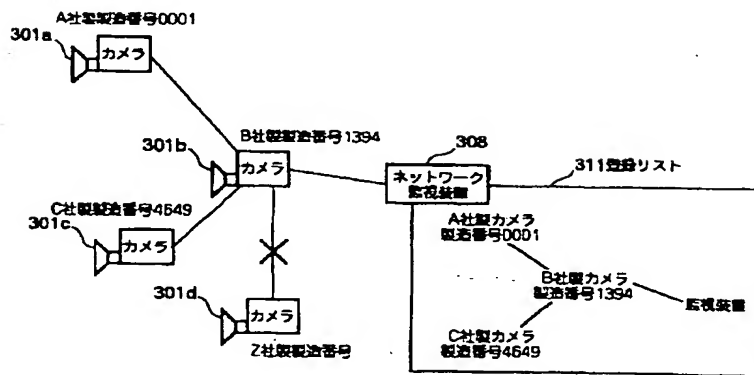 A社製製造番号0001
301a
カメラ
B社製製造番号1394
301b
カメラ
308
ネットワーク
監視装置
311登録リスト
C社製製造番号4649
301c
カメラ
301d
カメラ
Z社製製造番号
A社製カメラ
製造番号0001
B社製カメラ
製造番号1394
監視装置
C社製カメラ
製造番号4649